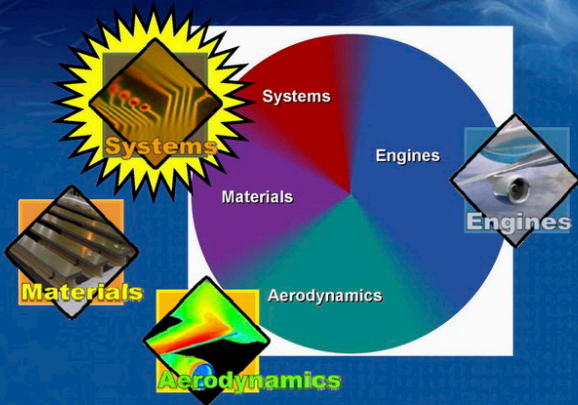 Systems
Systems
Engines
Engines
Materials
Materials
Aerodynamics
Aerodynamics